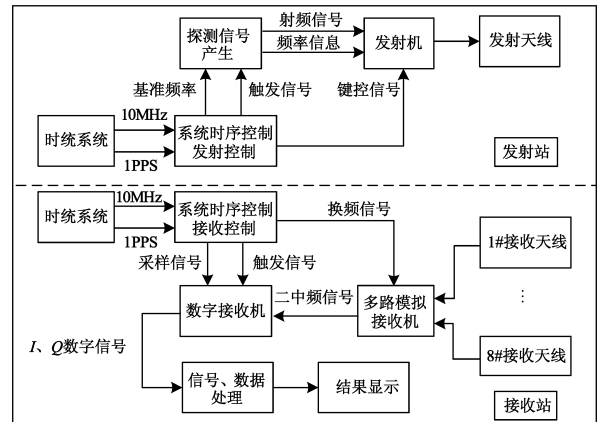 探测信号
产生
射频信号
频率信息
发射机
发射天线
基准频率
触发信号
键控信号
时统系统
10MHz
1PPS
系统时序控制
发射控制
发射站
时统系统
10MHz
1PPS
系统时序控制
接收控制
换频信号
采样信号
触发信号
1#接收天线
⋮
数字接收机
二中频信号
多路模拟
接收机
8#接收天线
I、Q数字信号
信号、数据
处理
结果显示
接收站